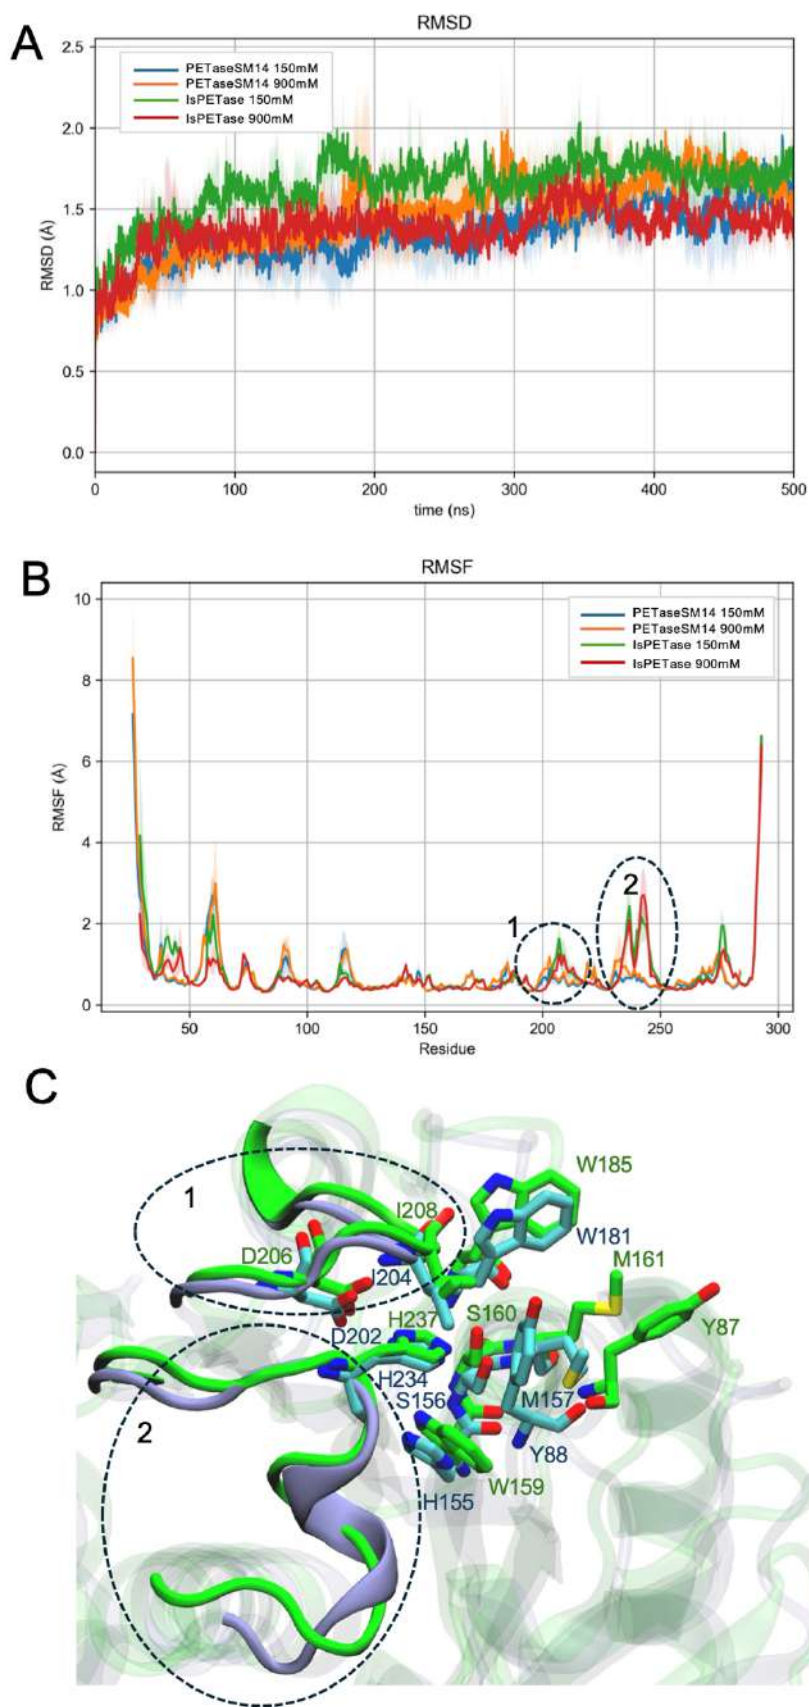 A
RMSD
PETaseSM14 150mM
PETaseSM14 900mM
IsPETase 150mM
IsPETase 900mM
2.5
2.0
1.5
1.0
0.5
0.0
RMSD (Å)
0 100 200 300 400 500
time (ns)
B
RMSF
PETaseSM14 150mM
PETaseSM14 900mM
IsPETase 150mM
IsPETase 900mM
10
8
6
4
2
0
RMSF (Å)
1
2
50 100 150 200 250 300
Residue
C
1
W185
I208
W181
D206
M161
I204
S160
H237
Y87
D202
H234
S156
M157
2
Y88
W159
H155